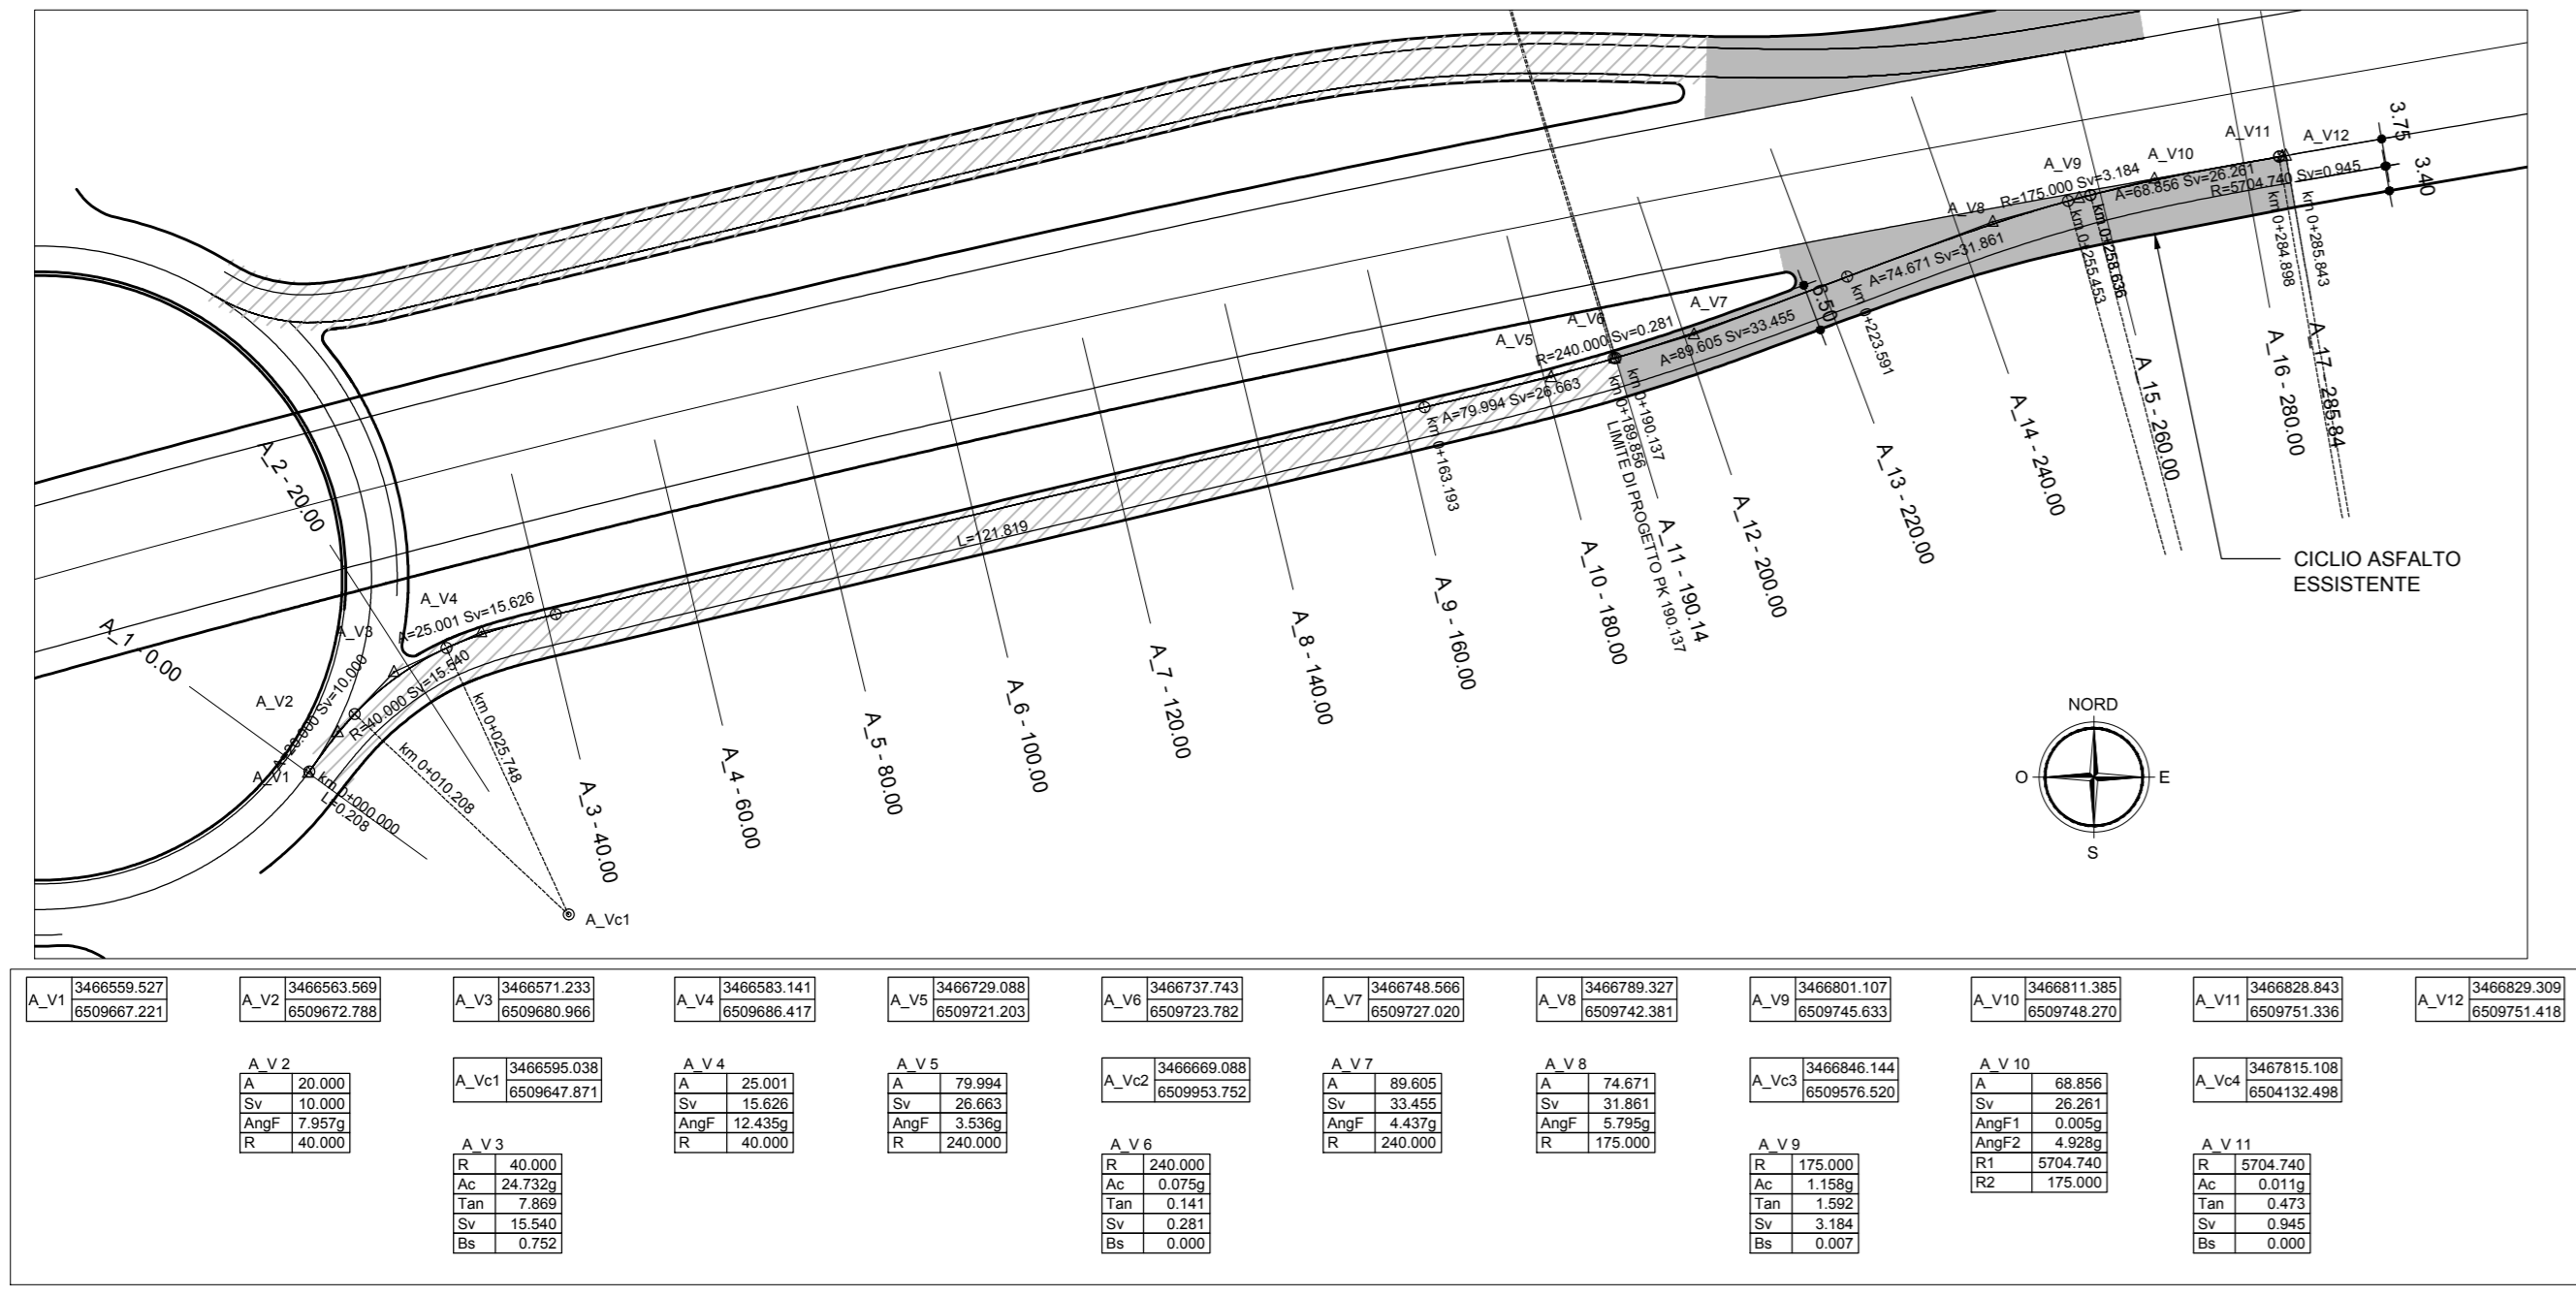 3.75
A_V11
A_V12
A_V10
A_V9
3.40
R=175.000 Sv=3.184
A=68.856 Sv=26.261
R=5704.740 Sv=0.945
A_V8
km 0+258.636
km 0+255.453
km 0+284.898
km 0+285.843
A=74.671 Sv=31.861
6.50
A_V7
km 0+223.591
A_V6
R=240.000 Sv=0.281
A_V5
A=89.605 Sv=33.455
A=79.994 Sv=26.663
km 0+190.137
km 0+189.856
LIMITE DI PROGETTO PK 190.137
km 0+163.193
L=121.819
A_1 - 0.00
A_2 - 20.00
A_3 - 40.00
A_4 - 60.00
A_5 - 80.00
A_6 - 100.00
A_7 - 120.00
A_8 - 140.00
A_9 - 160.00
A_10 - 180.00
A_11 - 190.14
A_12 - 200.00
A_13 - 220.00
A_14 - 240.00
A_15 - 260.00
A_16 - 280.00
A_17 - 285.84
CICLIO ASFALTO
ESSISTENTE
A_V4
A=25.001 Sv=15.626
A_V3
R=40.000 Sv=15.540
A_V2
A=20.000 Sv=10.000
A_V1
km 0+000.000
L=0.208
km 0+010.208
km 0+025.748
A_Vc1
NORD
O
E
S
A_V1 3466559.527
6509667.221
A_V2 3466563.569
6509672.788
A_V3 3466571.233
6509680.966
A_V4 3466583.141
6509686.417
A_V5 3466729.088
6509721.203
A_V6 3466737.743
6509723.782
A_V7 3466748.566
6509727.020
A_V8 3466789.327
6509742.381
A_V9 3466801.107
6509745.633
A_V10 3466811.385
6509748.270
A_V11 3466828.843
6509751.336
A_V12 3466829.309
6509751.418
A_V 2
A 20.000
Sv 10.000
AngF 7.957g
R 40.000
A_Vc1 3466595.038
6509647.871
A_V 3
R 40.000
Ac 24.732g
Tan 7.869
Sv 15.540
Bs 0.752
A_V 4
A 25.001
Sv 15.626
AngF 12.435g
R 40.000
A_V 5
A 79.994
Sv 26.663
AngF 3.536g
R 240.000
A_Vc2 3466669.088
6509953.752
A_V 6
R 240.000
Ac 0.075g
Tan 0.141
Sv 0.281
Bs 0.000
A_V 7
A 89.605
Sv 33.455
AngF 4.437g
R 240.000
A_V 8
A 74.671
Sv 31.861
AngF 5.795g
R 175.000
A_Vc3 3466846.144
6509576.520
A_V 9
R 175.000
Ac 1.158g
Tan 1.592
Sv 3.184
Bs 0.007
A_V 10
A 68.856
Sv 26.261
AngF1 0.005g
AngF2 4.928g
R1 5704.740
R2 175.000
A_Vc4 3467815.108
6504132.498
A_V 11
R 5704.740
Ac 0.011g
Tan 0.473
Sv 0.945
Bs 0.000